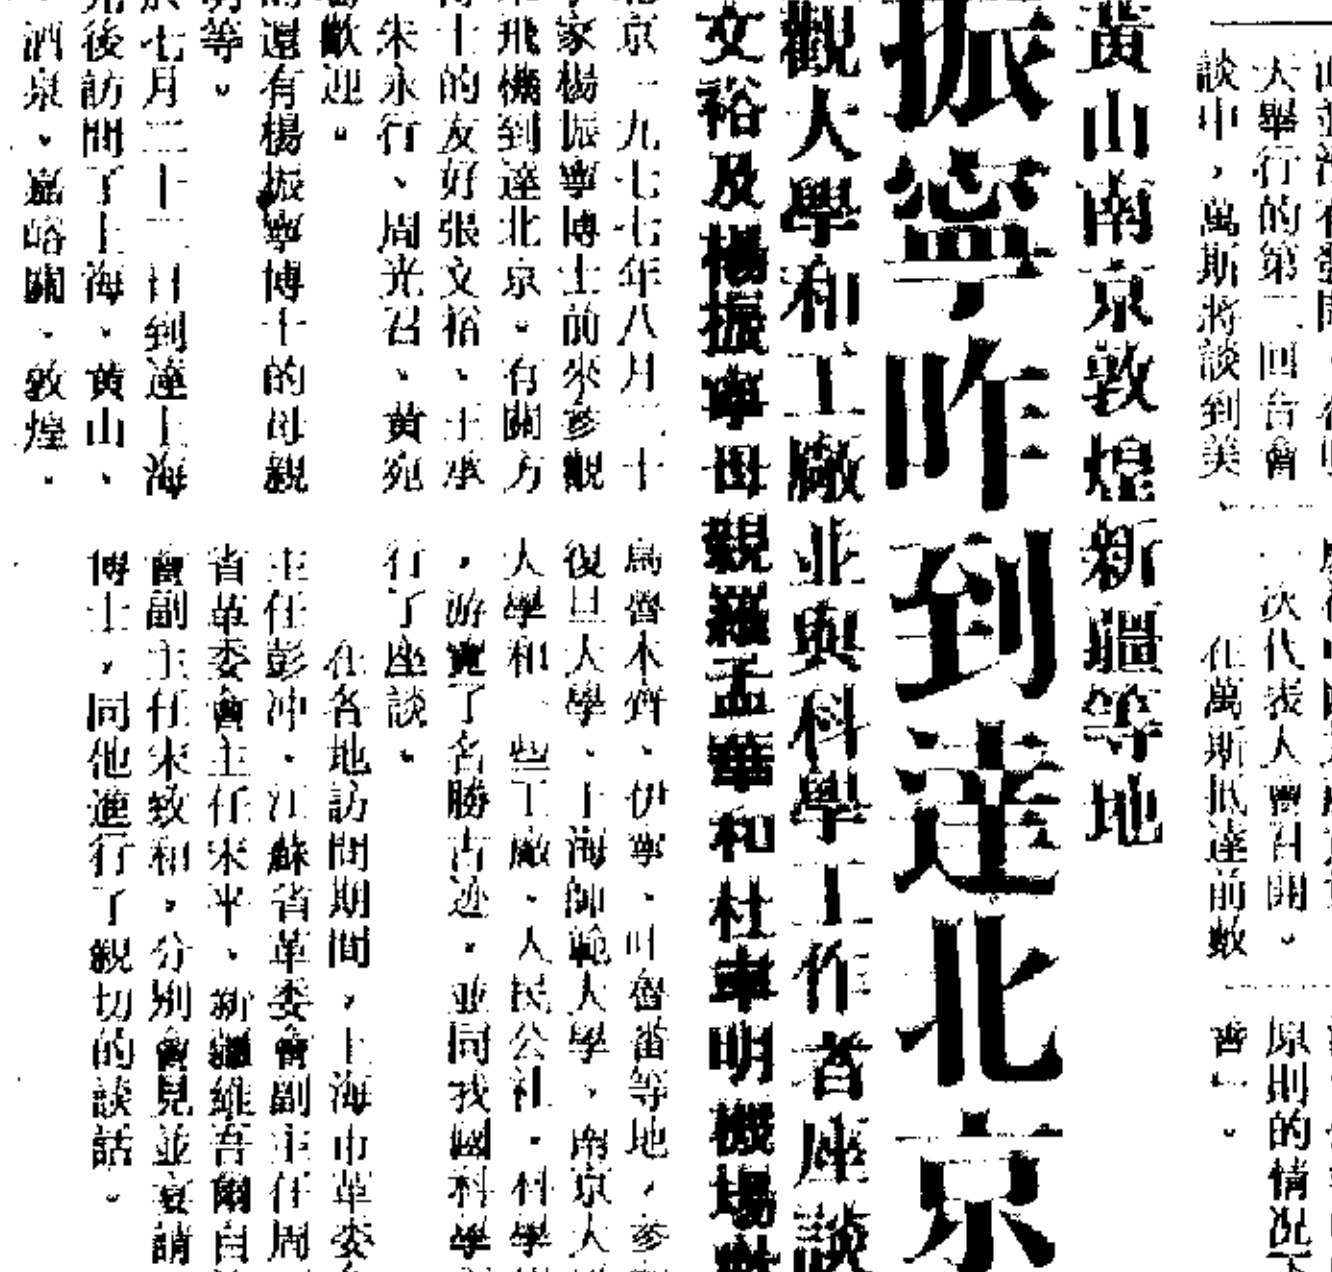 大舉行的第二回合會
談中，萬斯將談到美
一次代表大會召開。
在萬斯抵達前數
原則的情況下
黃山南京敦煌新疆等地
振寧昨到達北京
觀大學和工廠並與科學工作者座談
文裕及楊振寧母親羅孟華和杜聿明機場歡
北京一九七七年八月二十
學家楊振寧博士前來參觀
乘飛機到達北京。有關方
博士的友好張文裕、王承
朱永行、周光召、黃宛
場歡迎。
的還有楊振寧博士的母親
明等。
於七月二十二日到達上海
先後訪問了上海、黃山、
酒泉、嘉峪關、敦煌、
烏魯木齊、伊寧、吐魯番等地，參
復旦大學、上海師範大學、南京大
大學和一些工廠、人民公社、科學
，游覽了名勝古迹，並同我國科學
行了座談。
在各地訪問期間，上海市革委
主任彭冲、江蘇省革委會副主任周
省革委會主任宋平、新疆維吾爾自
會副主任宋致和，分別會見並宴請
博士，同他進行了親切的談話。